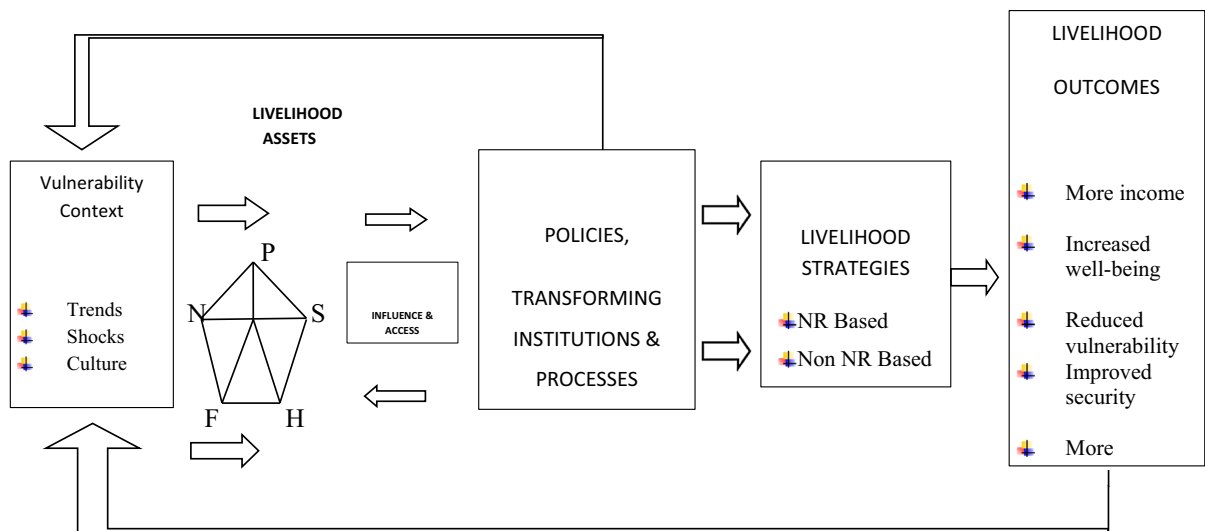 LIVELIHOOD
ASSETS
Vulnerability
Context
Trends
Shocks
Culture
P
N
S
F
H
INFLUENCE &
ACCESS
POLICIES,
TRANSFORMING
INSTITUTIONS &
PROCESSES
LIVELIHOOD
STRATEGIES
NR Based
Non NR Based
LIVELIHOOD
OUTCOMES
More income
Increased
well-being
Reduced
vulnerability
Improved
security
More